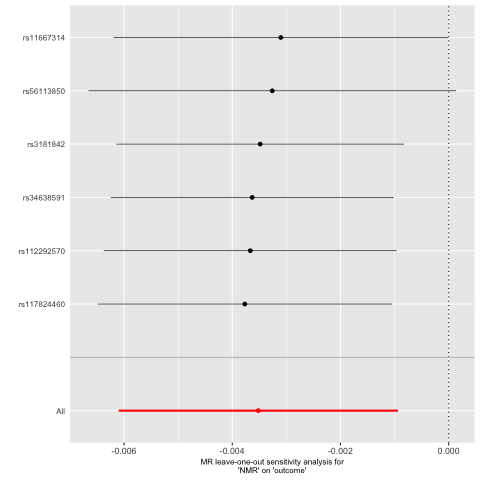 rs11667314
rs56113850
rs3181842
rs34638591
rs112292570
rs117824460
All
-0.006 -0.004 -0.002 0.000
MR leave-one-out sensitivity analysis for
'NMR' on 'outcome'